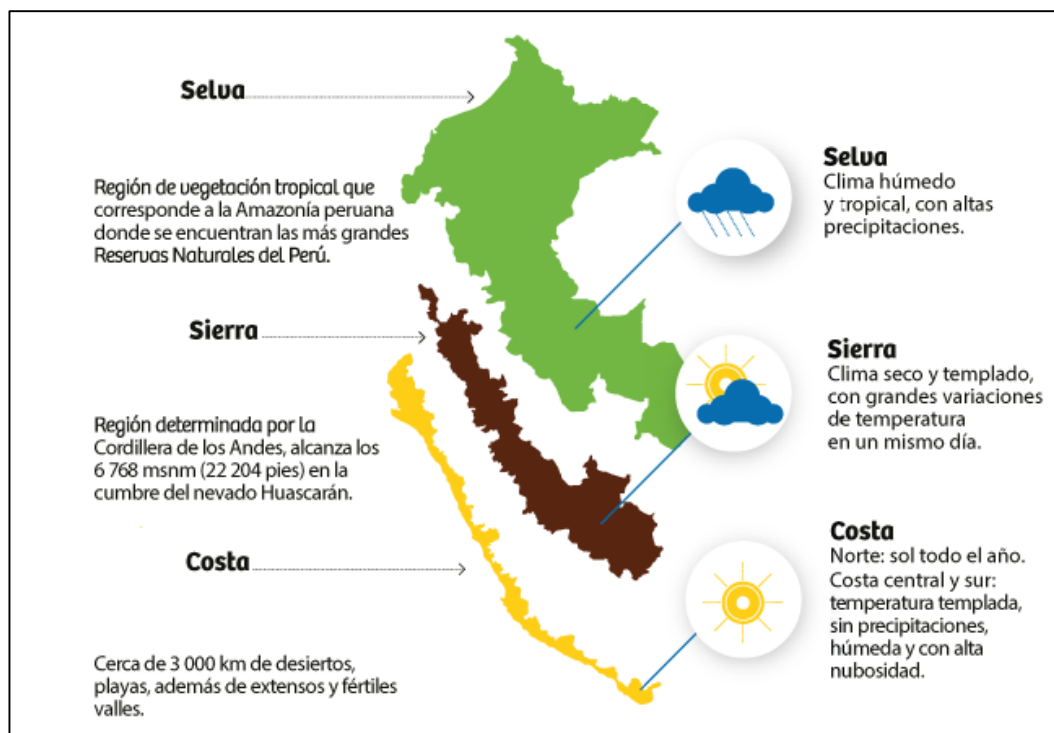 Selva
Región de vegetación tropical que
corresponde a la Amazonía peruana
donde se encuentran las más grandes
Reservas Naturales del Perú.
Sierra
Región determinada por la
Cordillera de los Andes, alcanza los
6 768 msnm (22 204 pies) en la
cumbre del nevado Huascarán.
Costa
Cerca de 3 000 km de desiertos,
playas, además de extensos y fértiles
valles.
Selva
Clima húmedo
y tropical, con altas
precipitaciones.
Sierra
Clima seco y templado,
con grandes variaciones
de temperatura
en un mismo día.
Costa
Norte: sol todo el año.
Costa central y sur:
temperatura templada,
sin precipitaciones,
húmeda y con alta
nubosidad.